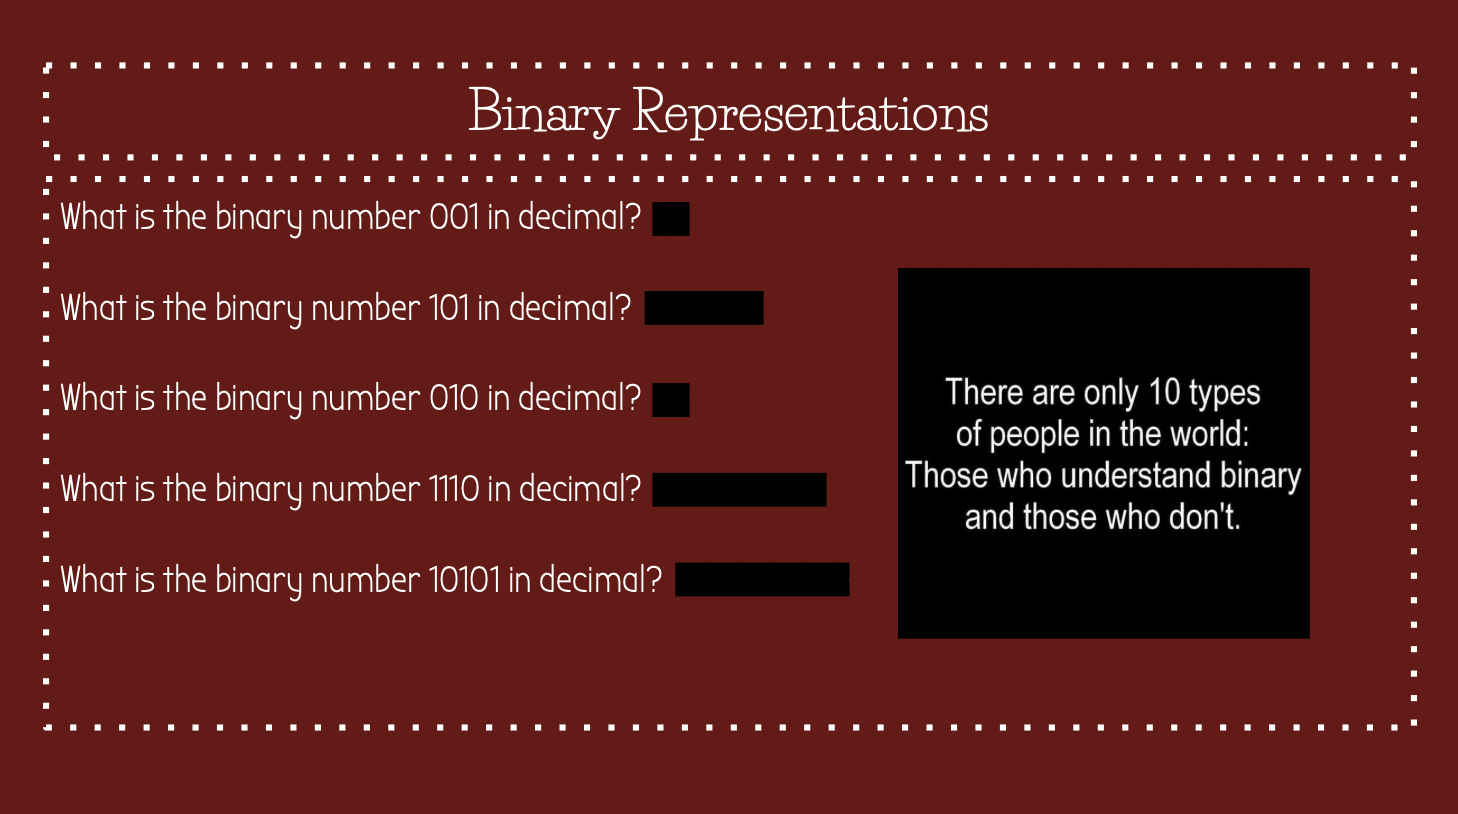 Binary Representations
What is the binary number 001 in decimal?
What is the binary number 101 in decimal?
What is the binary number 010 in decimal?
What is the binary number 1110 in decimal?
What is the binary number 10101 in decimal?
There are only 10 types
of people in the world:
Those who understand binary
and those who don't.